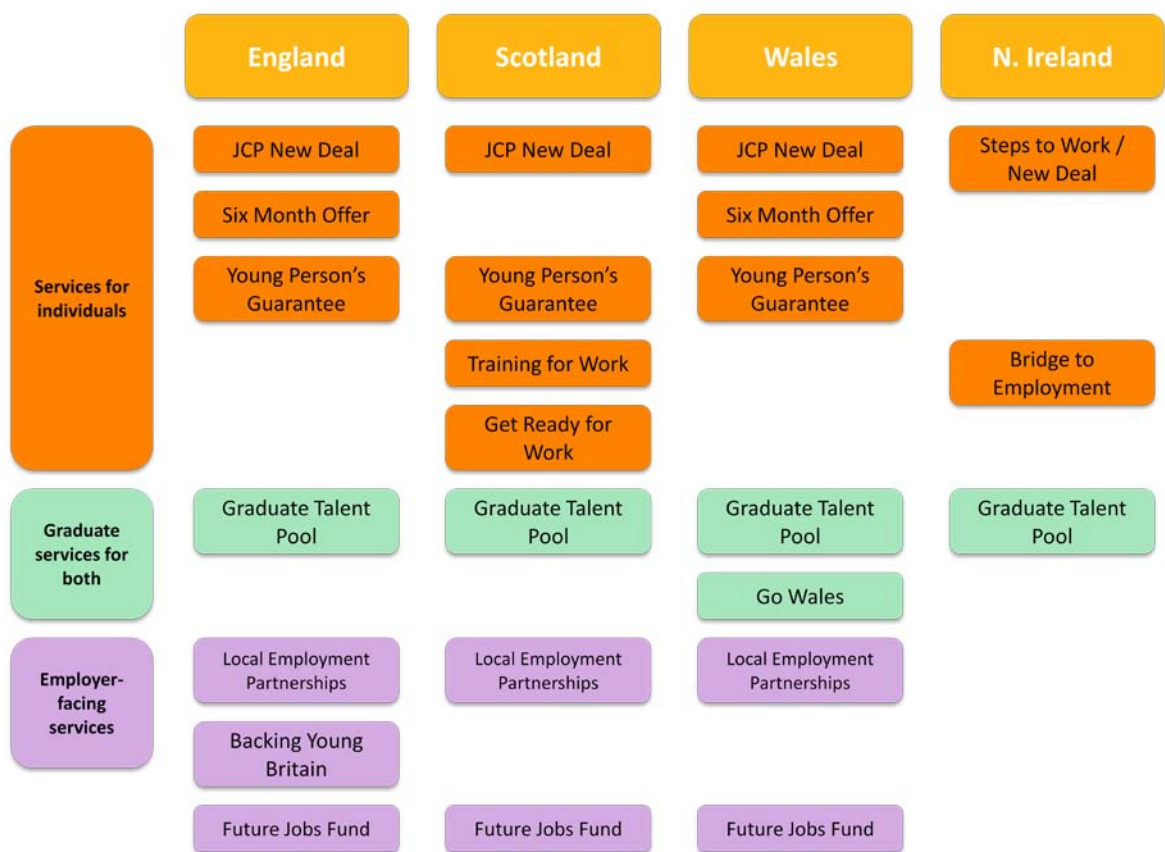 England
Scotland
Wales
N. Ireland
Services for
individuals
JCP New Deal
JCP New Deal
JCP New Deal
Steps to Work /
New Deal
Six Month Offer
Six Month Offer
Young Person’s
Guarantee
Young Person’s
Guarantee
Young Person’s
Guarantee
Training for Work
Bridge to
Employment
Get Ready for
Work
Graduate
services for
both
Graduate Talent
Pool
Graduate Talent
Pool
Graduate Talent
Pool
Graduate Talent
Pool
Go Wales
Employer-
facing
services
Local Employment
Partnerships
Local Employment
Partnerships
Local Employment
Partnerships
Backing Young
Britain
Future Jobs Fund
Future Jobs Fund
Future Jobs Fund